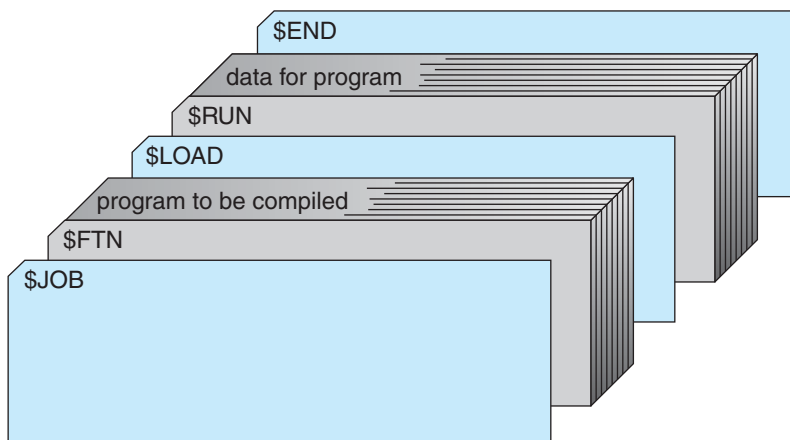 $END
data for program
$RUN
$LOAD
program to be compiled
$FTN
$JOB